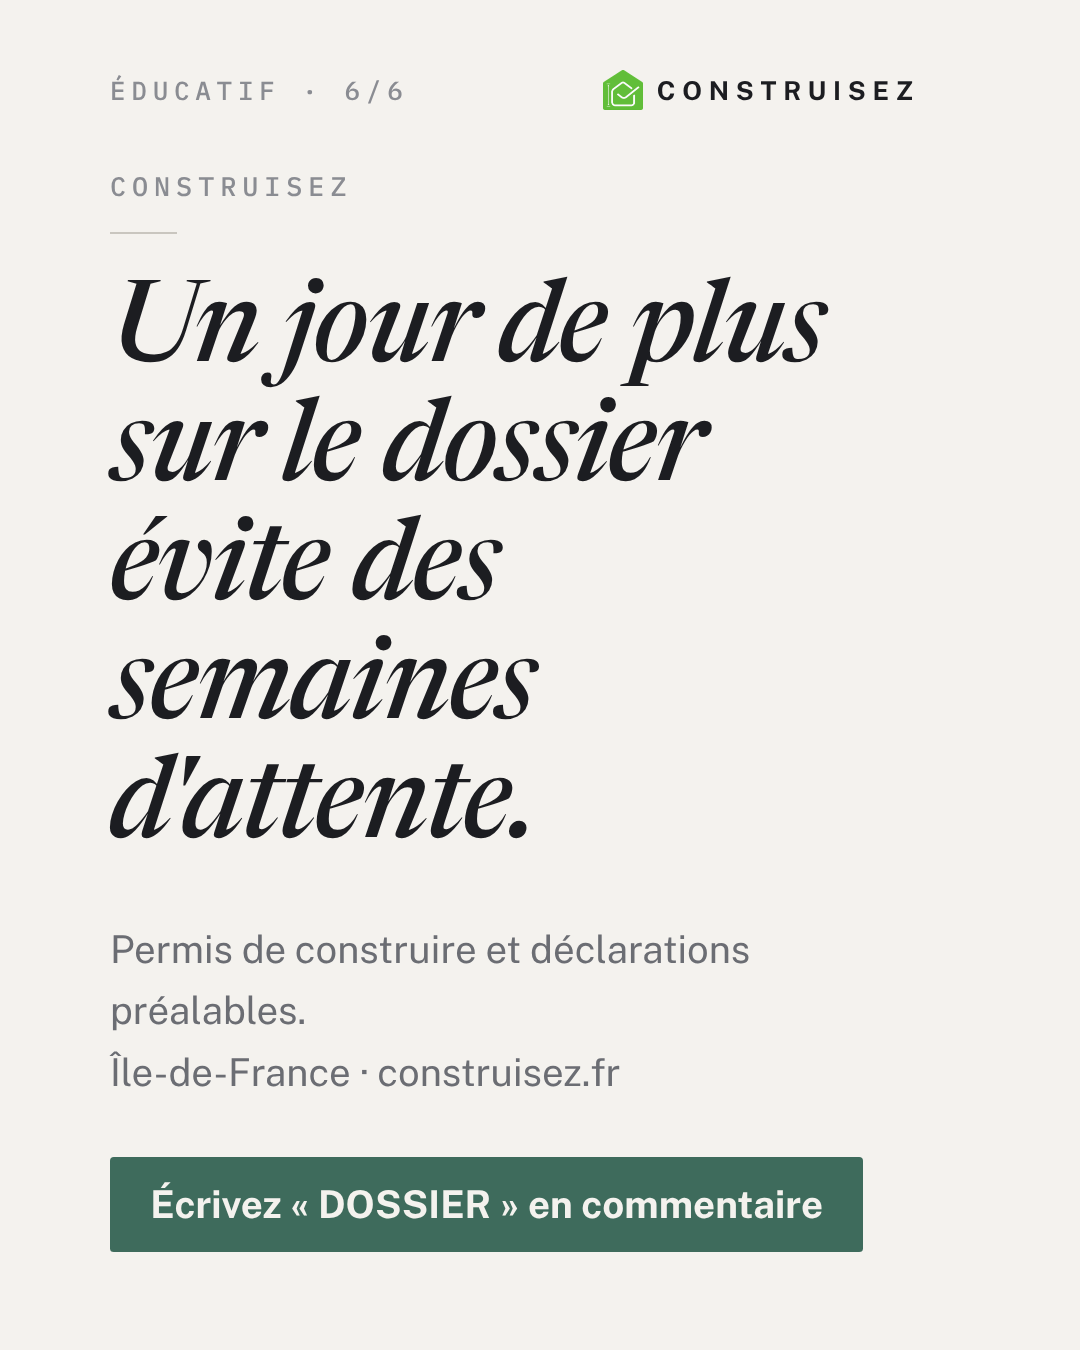 ÉDUCATIF · 6/6
CONSTRUISEZ
CONSTRUISEZ
Un jour de plus
sur le dossier
évite des
semaines
d'attente.
Permis de construire et déclarations
préalables.
Île-de-France · construisez.fr
Écrivez « DOSSIER » en commentaire